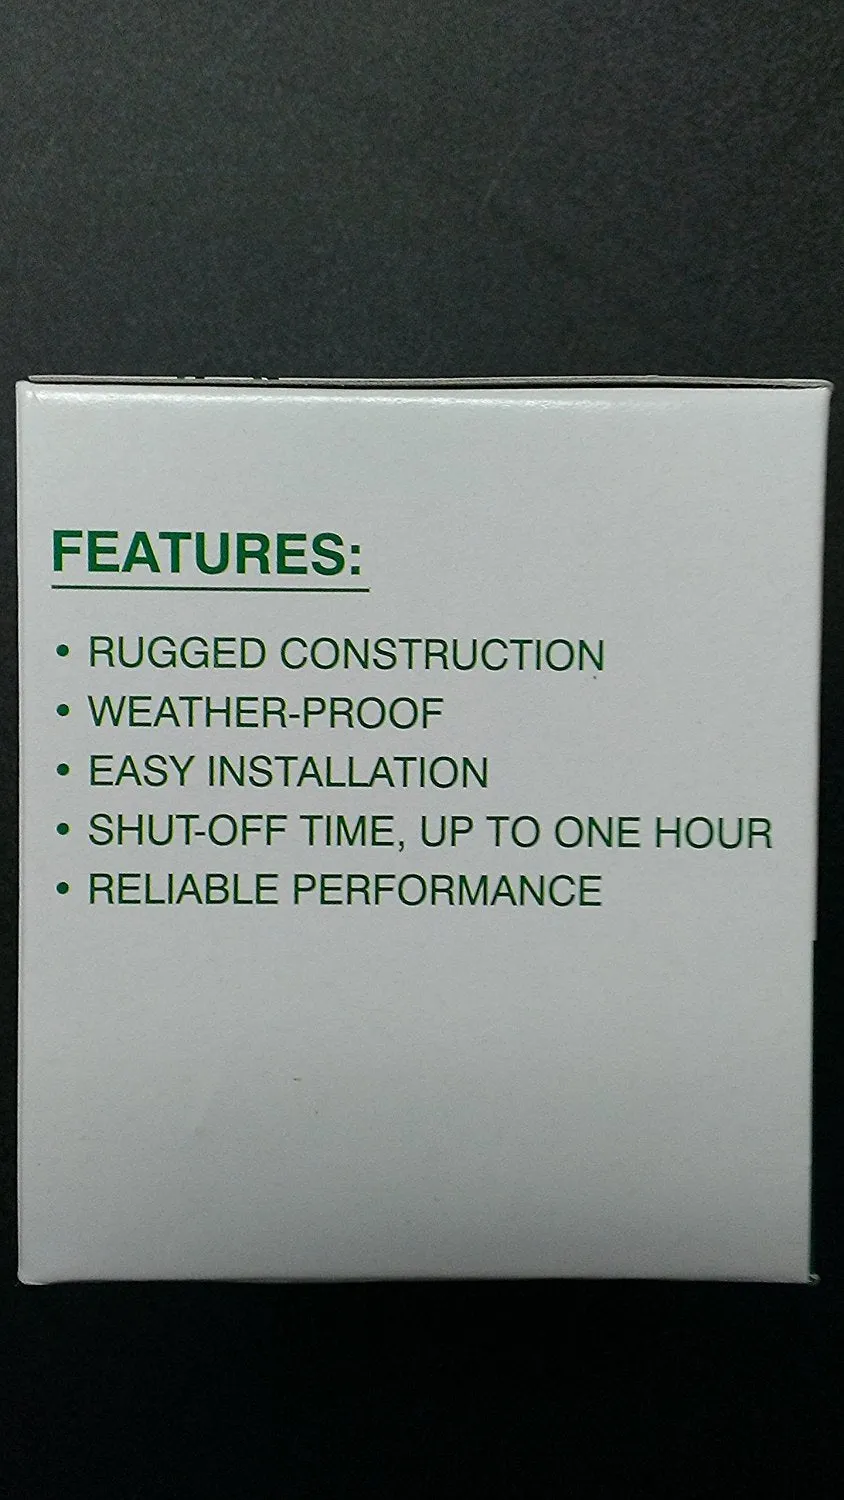 FEATURES:
• RUGGED CONSTRUCTION
• WEATHER-PROOF
• EASY INSTALLATION
• SHUT-OFF TIME, UP TO ONE HOUR
• RELIABLE PERFORMANCE